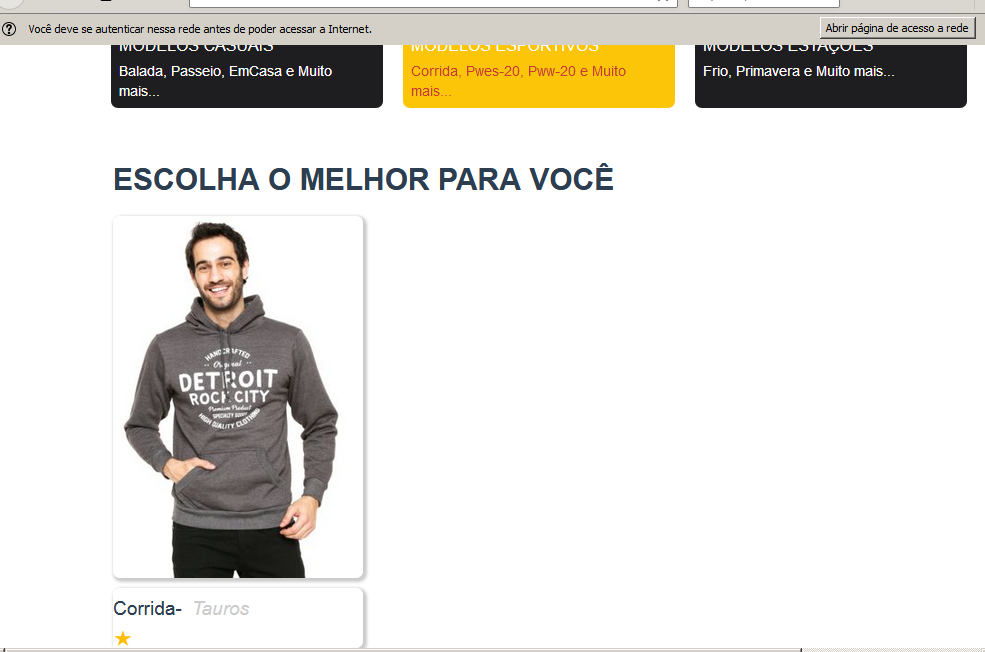 Você deve se autenticar nessa rede antes de poder acessar a Internet.
Abrir página de acesso a rede
MODELOS CASUAIS
Balada, Passeio, EmCasa e Muito
mais...
MODELOS ESPORTIVOS
Corrida, Pwes-20, Pww-20 e Muito
mais...
MODELOS ESTAÇÕES
Frio, Primavera e Muito mais...
ESCOLHA O MELHOR PARA VOCÊ
HANDCRAFTED
Original
DETROIT
ROCK CITY
Premium Product
SPECIALTY GOODS
HIGH QUALITY CLOTHING
Corrida- Tauros